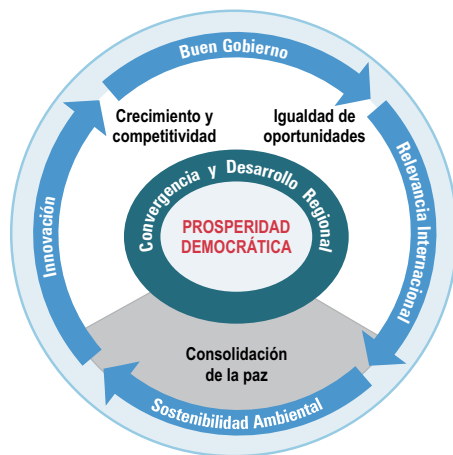 Buen Gobierno
Crecimiento y
competitividad
Igualdad de
oportunidades
Relevancia Internacional
Innovación
Convergencia y Desarrollo Regional
PROSPERIDAD
DEMOCRÁTICA
Consolidación
de la paz
Sostenibilidad Ambiental